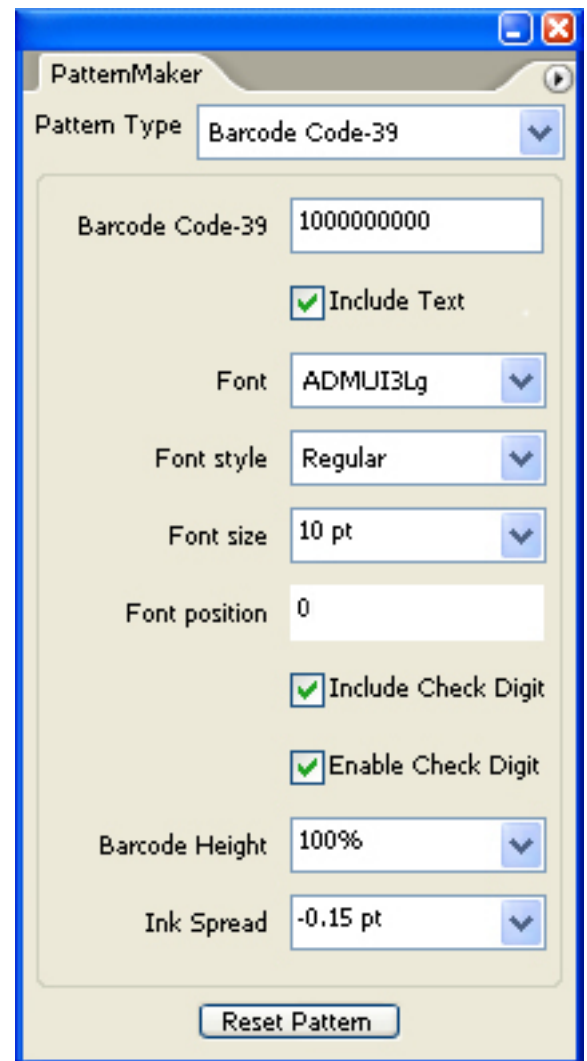 PatternMaker
Pattern Type Barcode Code-39
Barcode Code-39 1000000000
Include Text
Font ADMUI3Lg
Font style Regular
Font size 10 pt
Font position 0
Include Check Digit
Enable Check Digit
Barcode Height 100%
Ink Spread -0.15 pt
Reset Pattern